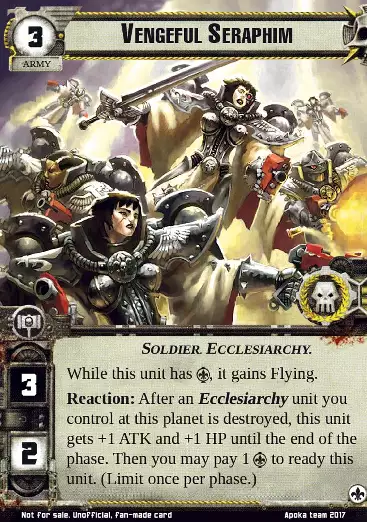 3
VENGEFUL SERAPHIM
ARMY
SOLDIER. ECCLESIARCHY.
3
While this unit has , it gains Flying.
Reaction: After an Ecclesiarchy unit you
control at this planet is destroyed, this unit
gets +1 ATK and +1 HP until the end of the
phase. Then you may pay 1 to ready this
unit. (Limit once per phase.)
2
Not for sale. Unofficial, fan-made card
Apoka team 2017